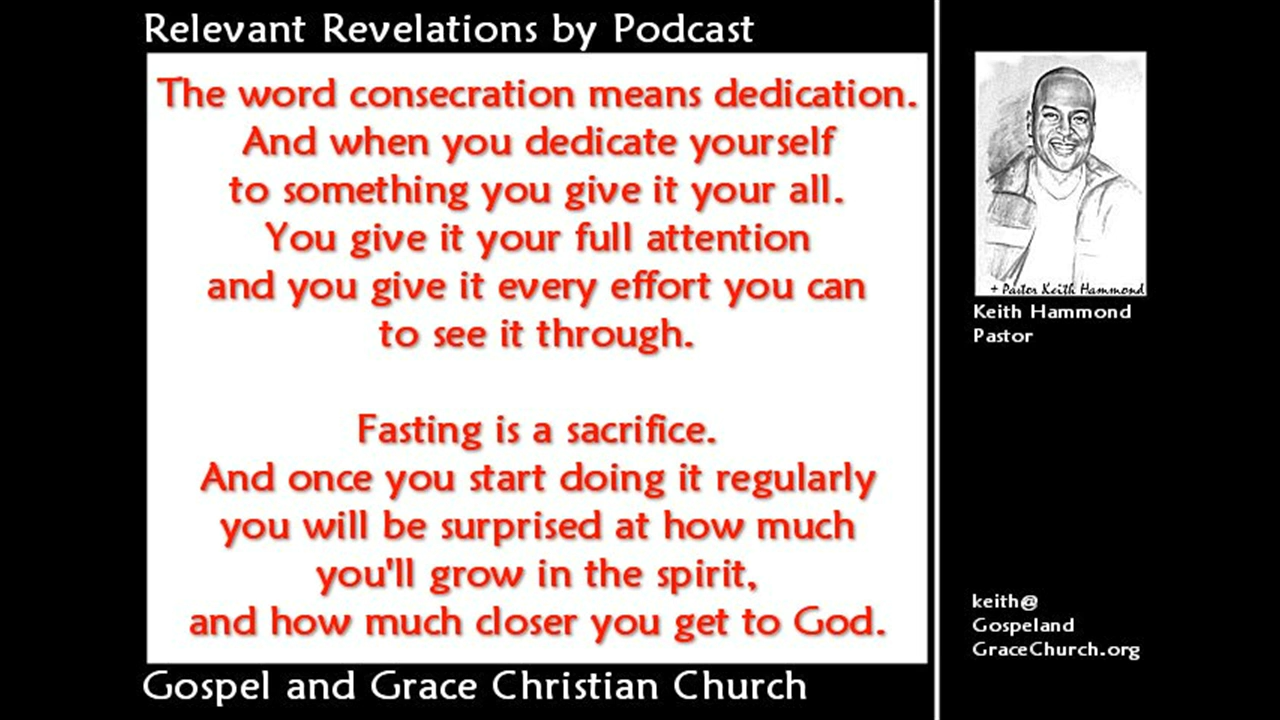 Relevant Revelations by Podcast
The word consecration means dedication.
And when you dedicate yourself
to something you give it your all.
You give it your full attention
and you give it every effort you can
to see it through.
Fasting is a sacrifice.
And once you start doing it regularly
you will be surprised at how much
you'll grow in the spirit,
and how much closer you get to God.
Gospel and Grace Christian Church
+ Pastor Keith Hammond
Keith Hammond
Pastor
keith@
Gospeland
GraceChurch.org